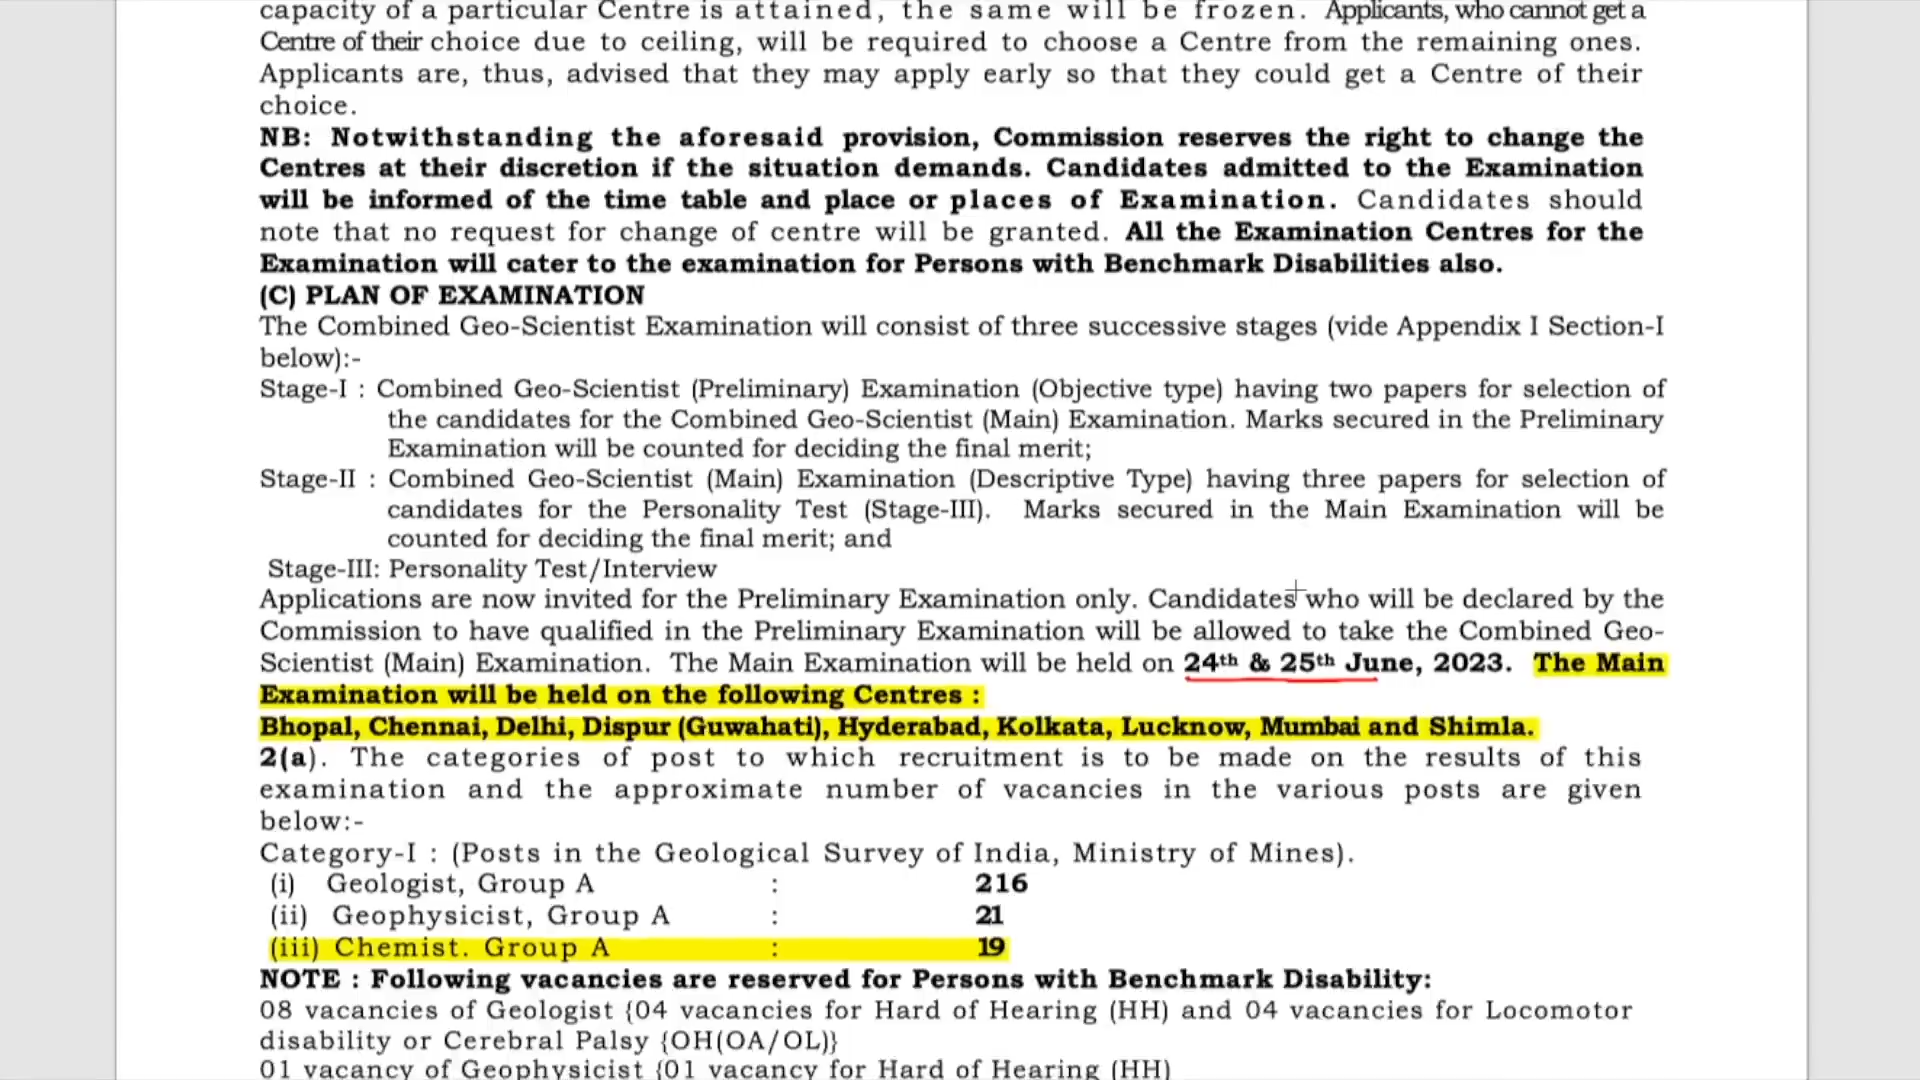 capacity of a particular Centre is attained, the same will be frozen. Applicants, who cannot get a
Centre of their choice due to ceiling, will be required to choose a Centre from the remaining ones.
Applicants are, thus, advised that they may apply early so that they could get a Centre of their
choice.
NB: Notwithstanding the aforesaid provision, Commission reserves the right to change the
Centres at their discretion if the situation demands. Candidates admitted to the Examination
will be informed of the time table and place or places of Examination. Candidates should
note that no request for change of centre will be granted. All the Examination Centres for the
Examination will cater to the examination for Persons with Benchmark Disabilities also.
(C) PLAN OF EXAMINATION
The Combined Geo-Scientist Examination will consist of three successive stages (vide Appendix I Section-I
below):-
Stage-I : Combined Geo-Scientist (Preliminary) Examination (Objective type) having two papers for selection of
the candidates for the Combined Geo-Scientist (Main) Examination. Marks secured in the Preliminary
Examination will be counted for deciding the final merit;
Stage-II : Combined Geo-Scientist (Main) Examination (Descriptive Type) having three papers for selection of
candidates for the Personality Test (Stage-III). Marks secured in the Main Examination will be
counted for deciding the final merit; and
Stage-III: Personality Test/Interview
Applications are now invited for the Preliminary Examination only. Candidates who will be declared by the
Commission to have qualified in the Preliminary Examination will be allowed to take the Combined Geo-
Scientist (Main) Examination. The Main Examination will be held on 24th & 25th June, 2023. The Main
Examination will be held on the following Centres :
Bhopal, Chennai, Delhi, Dispur (Guwahati), Hyderabad, Kolkata, Lucknow, Mumbai and Shimla.
2(a). The categories of post to which recruitment is to be made on the results of this
examination and the approximate number of vacancies in the various posts are given
below:-
Category-I : (Posts in the Geological Survey of India, Ministry of Mines).
(i) Geologist, Group A : 216
(ii) Geophysicist, Group A : 21
(iii) Chemist. Group A : 19
NOTE : Following vacancies are reserved for Persons with Benchmark Disability:
08 vacancies of Geologist {04 vacancies for Hard of Hearing (HH) and 04 vacancies for Locomotor
disability or Cerebral Palsy {OH(OA/OL)}
01 vacancy of Geophysicist {01 vacancy for Hard of Hearing (HH)